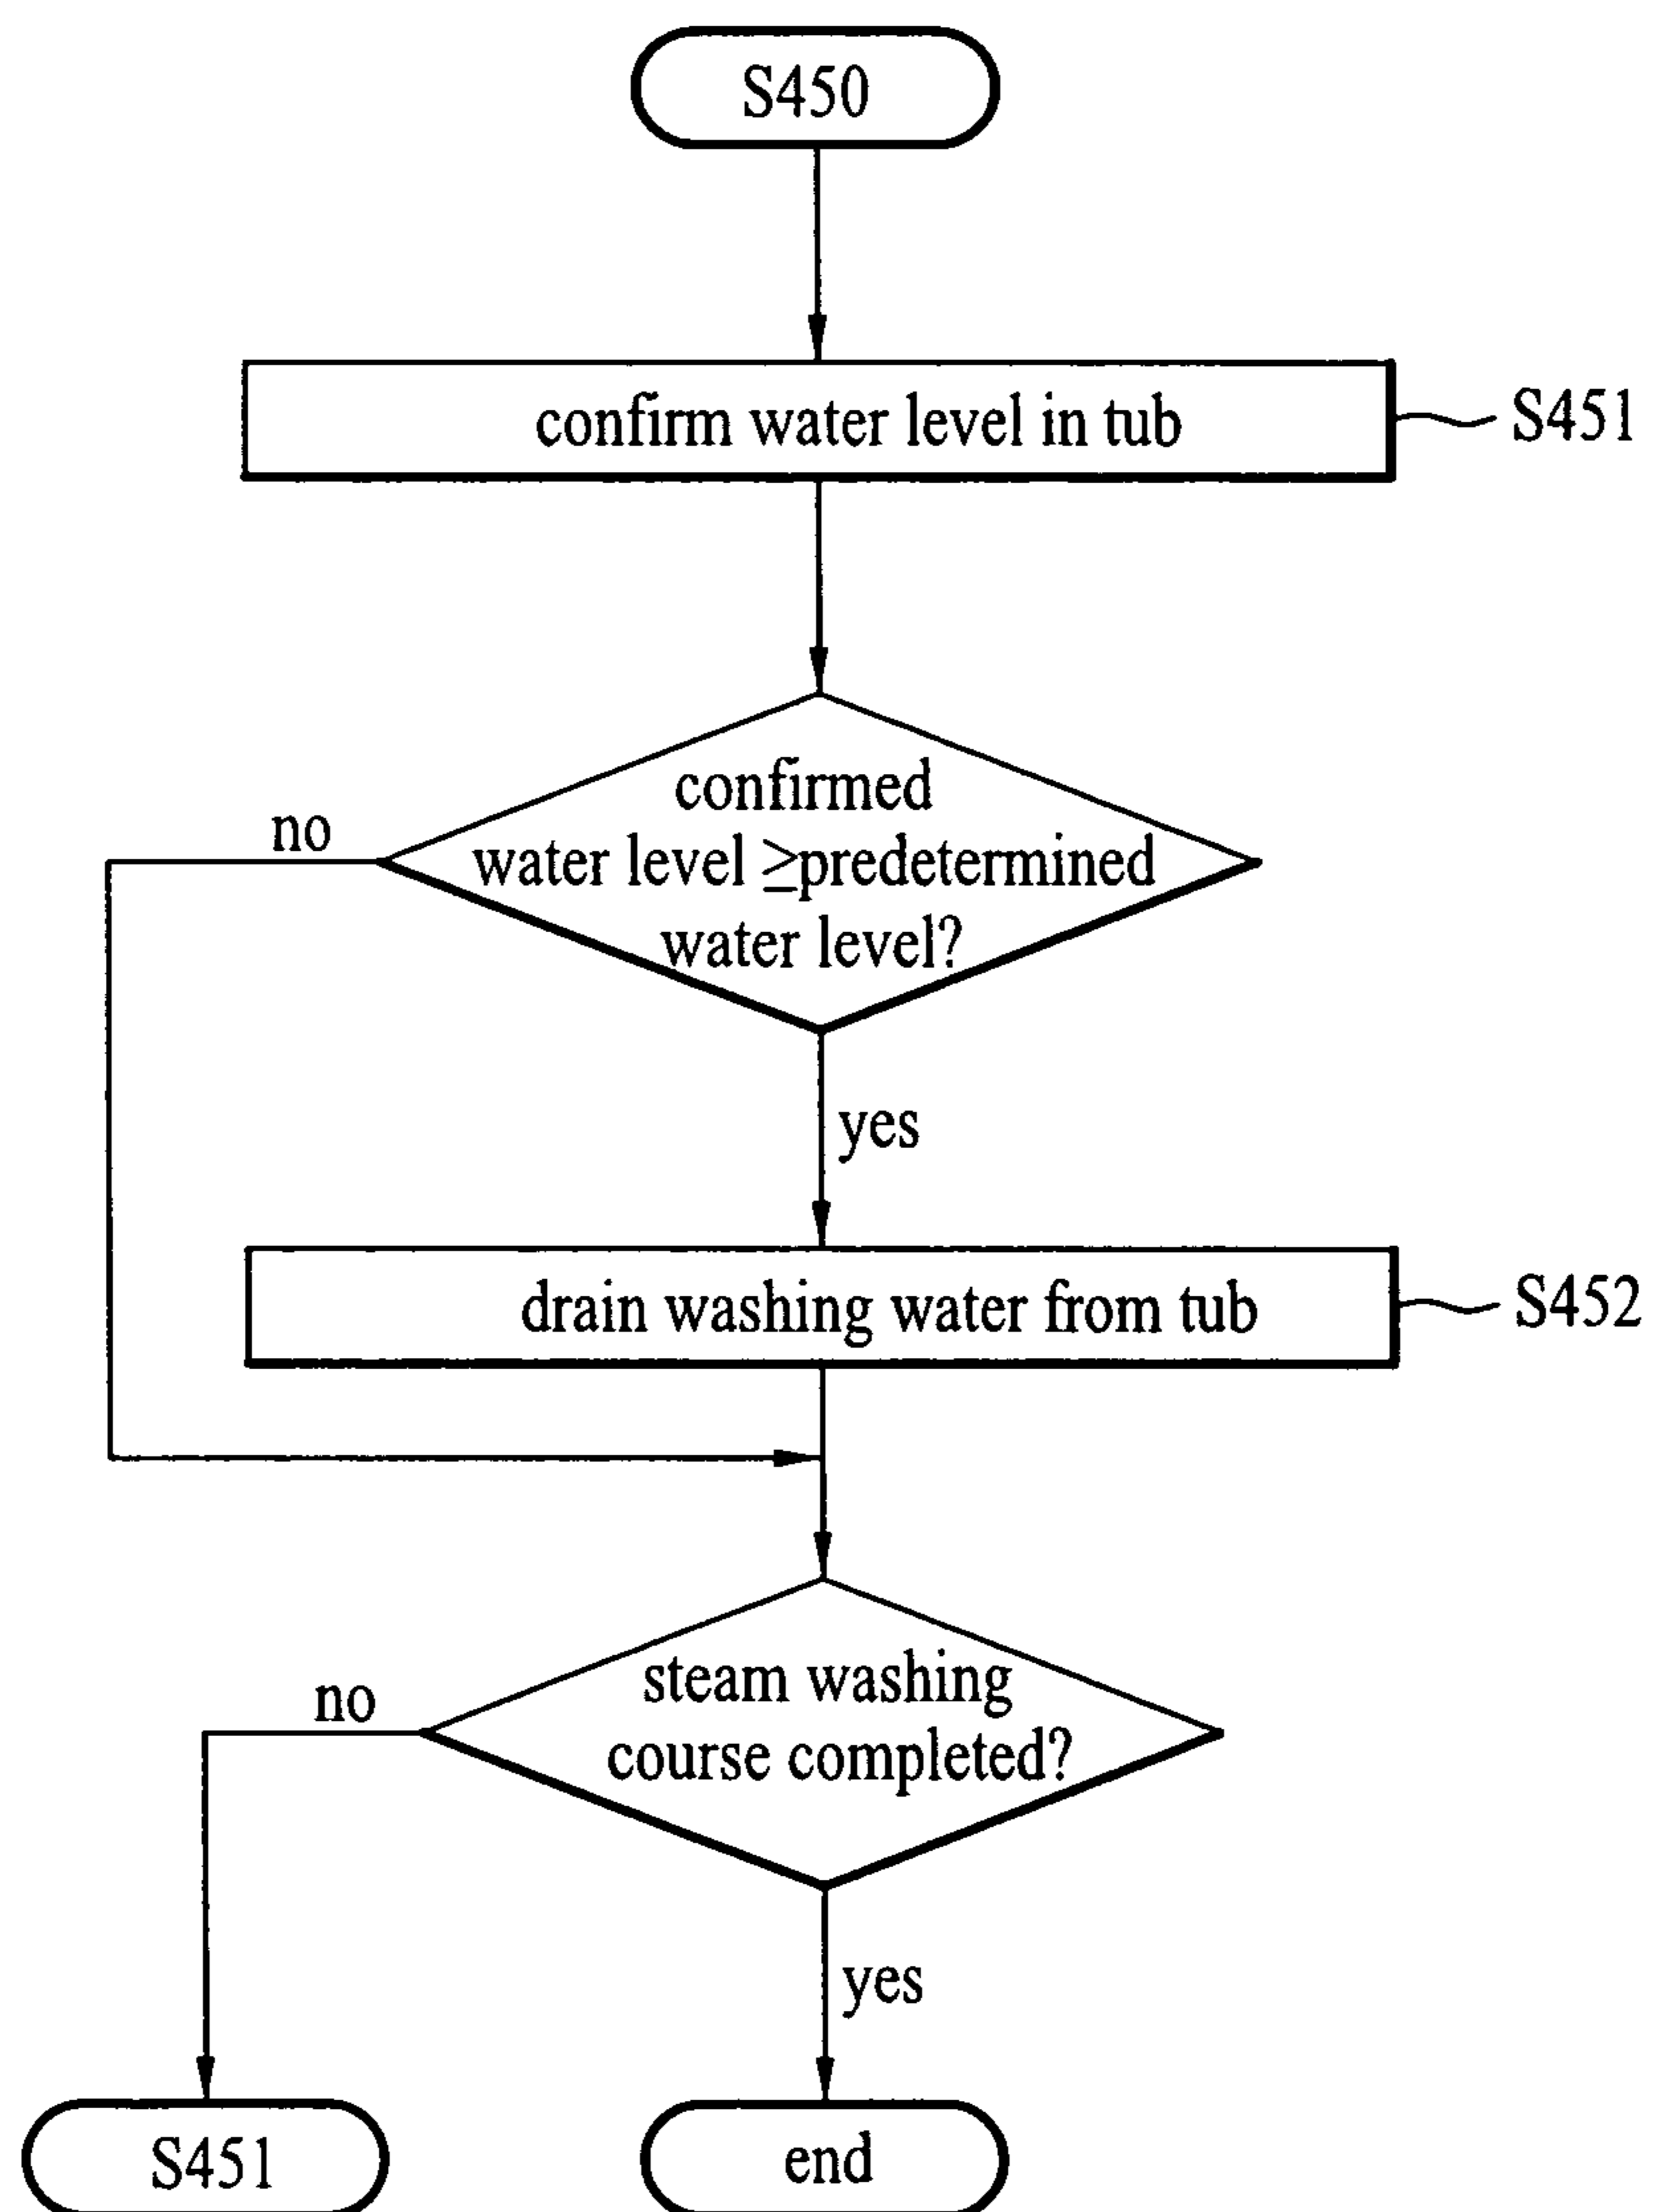 S450
confirm water level in tub
S451
confirmed
water level ≥predetermined
water level?
no
yes
drain washing water from tub
S452
steam washing
course completed?
no
yes
S451
end